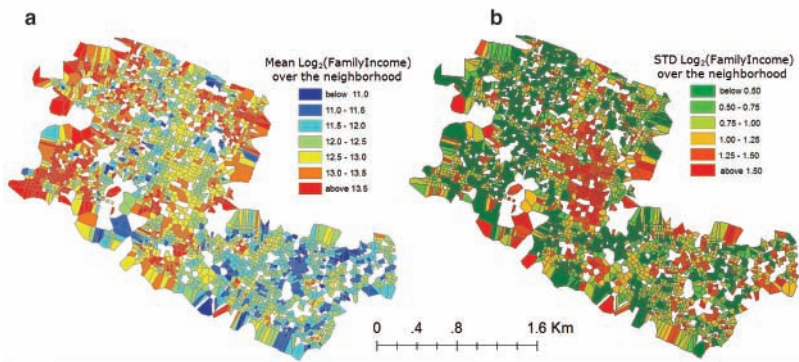 a
Mean Log₂(FamilyIncome)
over the neighborhood
below 11.0
11.0 - 11.5
11.5 - 12.0
12.0 - 12.5
12.5 - 13.0
13.0 - 13.5
above 13.5
b
STD Log₂(FamilyIncome)
over the neighborhood
below 0.50
0.50 - 0.75
0.75 - 1.00
1.00 - 1.25
1.25 - 1.50
above 1.50
0 .4 .8 1.6 Km